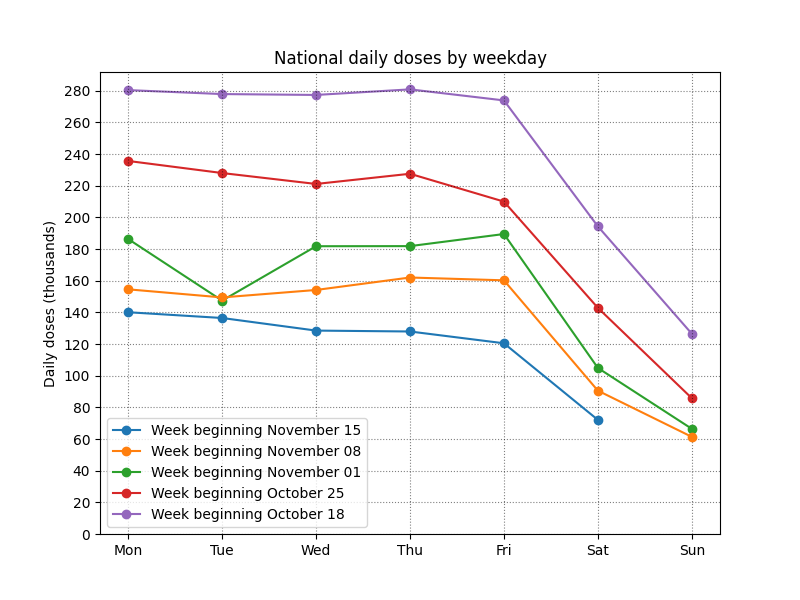 National daily doses by weekday
Daily doses (thousands)
280
260
240
220
200
180
160
140
120
100
80
60
40
20
0
Week beginning November 15
Week beginning November 08
Week beginning November 01
Week beginning October 25
Week beginning October 18
Mon Tue Wed Thu Fri Sat Sun